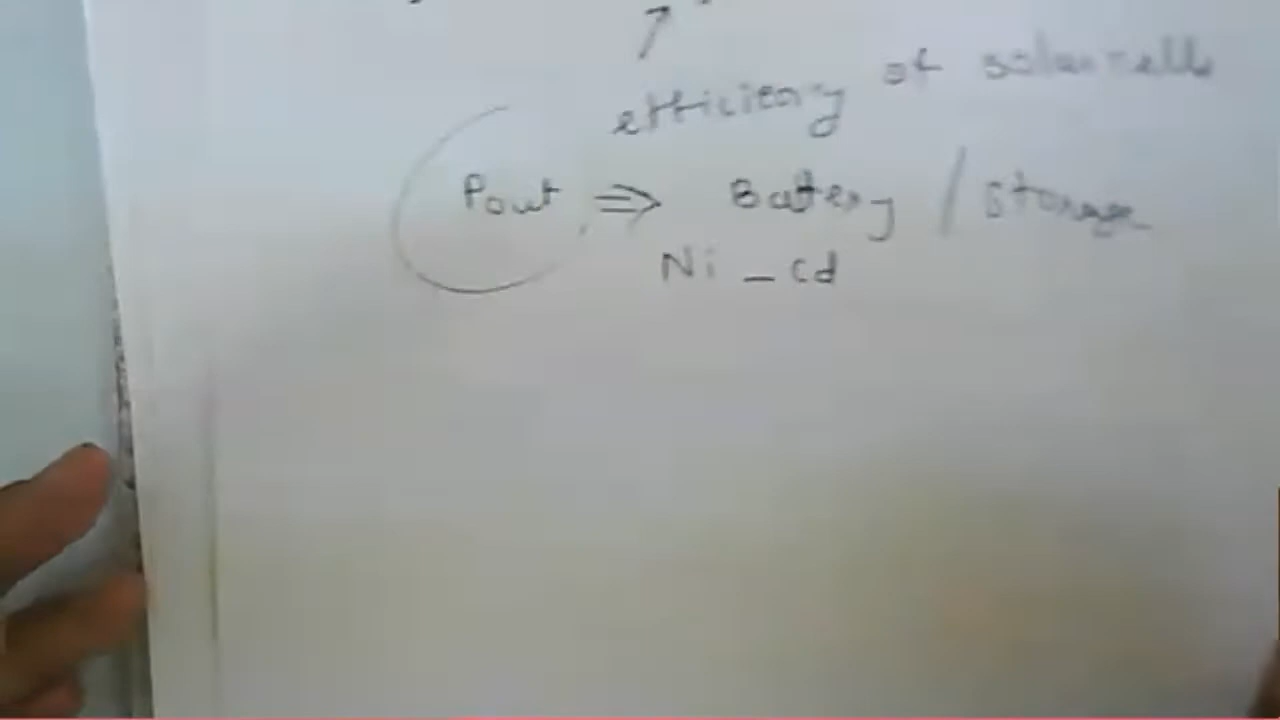 efficiency of solar cells
Pout ⇒ Battery / Storage
Ni - Cd